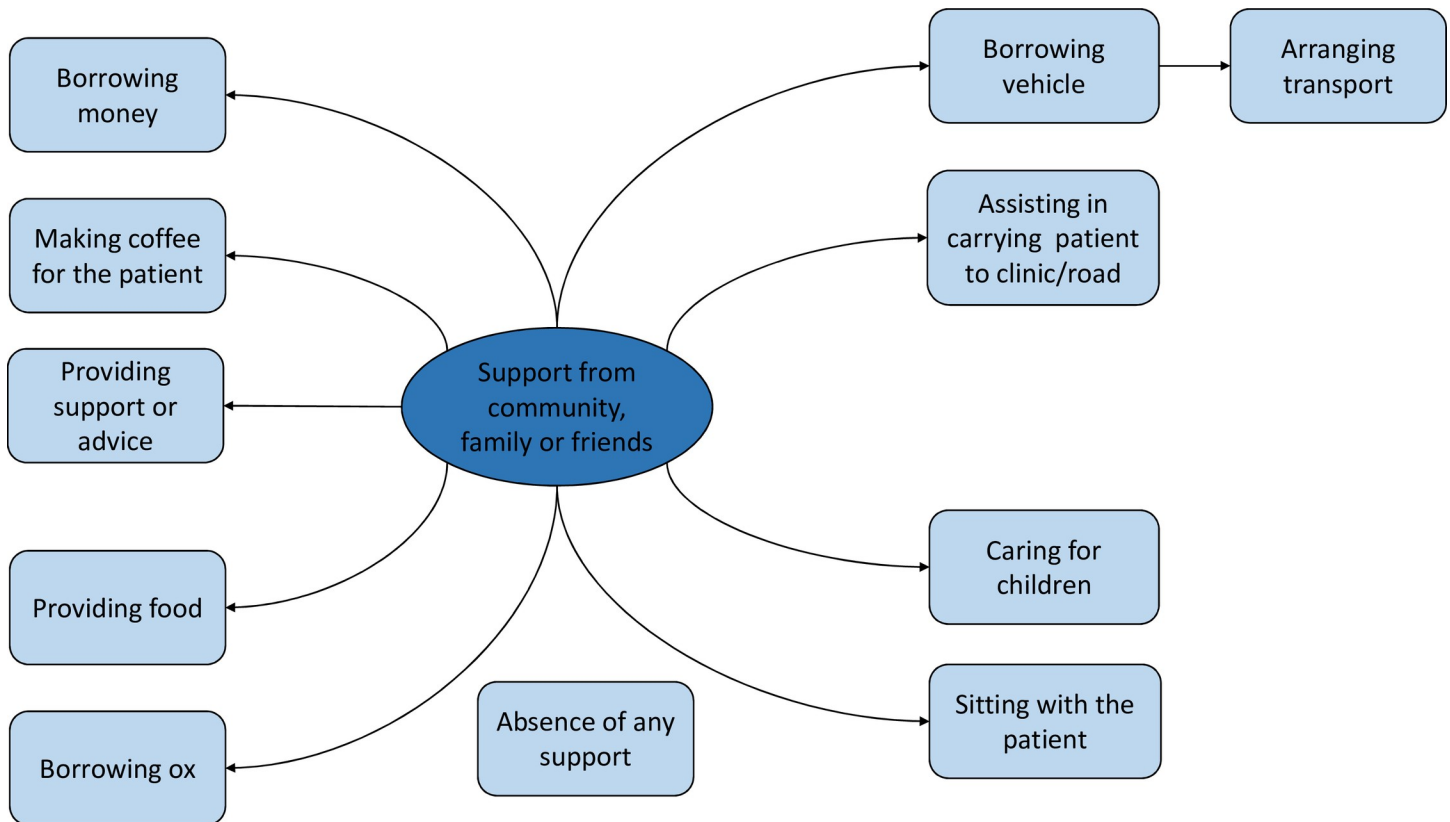 Borrowing
money
Making coffee
for the patient
Providing
support or
advice
Providing food
Borrowing ox
Support from
community,
family or friends
Absence of any
support
Borrowing
vehicle
Arranging
transport
Assisting in
carrying  patient
to clinic/road
Caring for
children
Sitting with the
patient